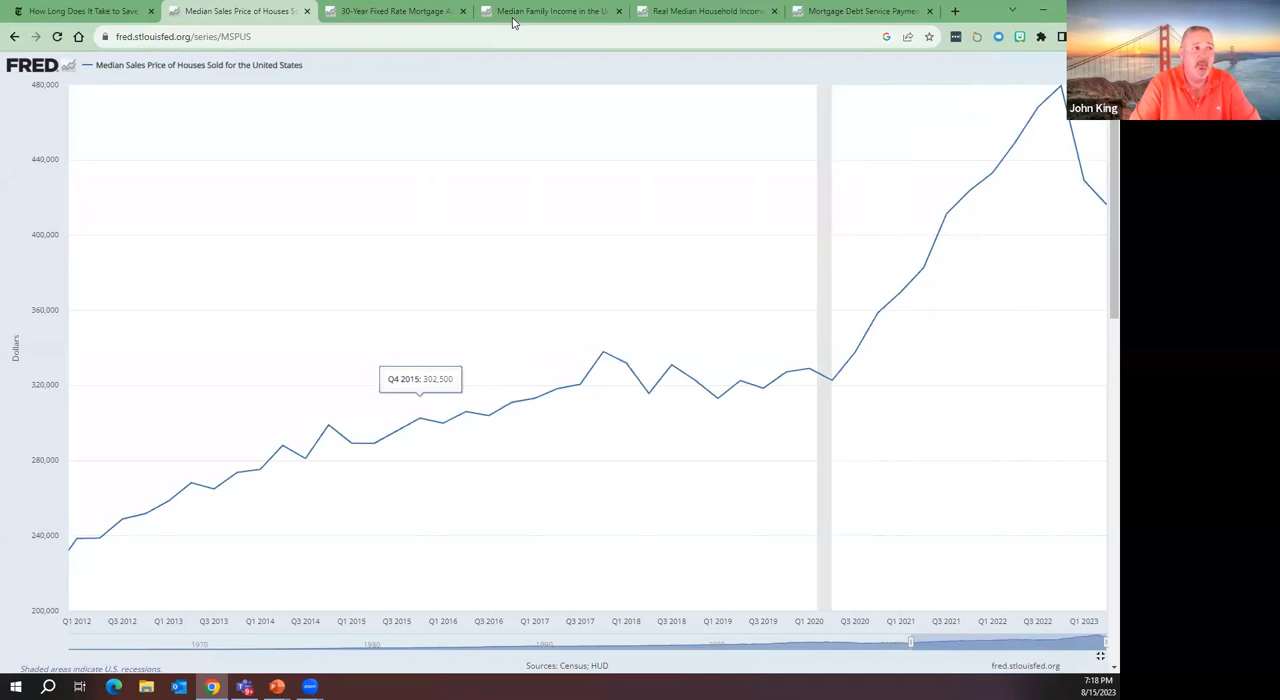 How Long Does It Take to Save
Median Sales Price of Houses S
30-Year Fixed Rate Mortgage A
Median Family Income in the U
Real Median Household Income
Mortgage Debt Service Paymen
fred.stlouisfed.org/series/MSPUS
FRED
Median Sales Price of Houses Sold for the United States
John King
480,000
440,000
400,000
360,000
320,000
280,000
240,000
200,000
Dollars
Q4 2015: 302,500
Q1 2012 Q3 2012 Q1 2013 Q3 2013 Q1 2014 Q3 2014 Q1 2015 Q3 2015 Q1 2016 Q3 2016 Q1 2017 Q3 2017 Q1 2018 Q3 2018 Q1 2019 Q3 2019 Q1 2020 Q3 2020 Q1 2021 Q3 2021 Q1 2022 Q3 2022 Q1 2023
1970 1980 1990
Shaded areas indicate U.S. recessions.
Sources: Census; HUD
fred.stlouisfed.org
7:18 PM
8/15/2023